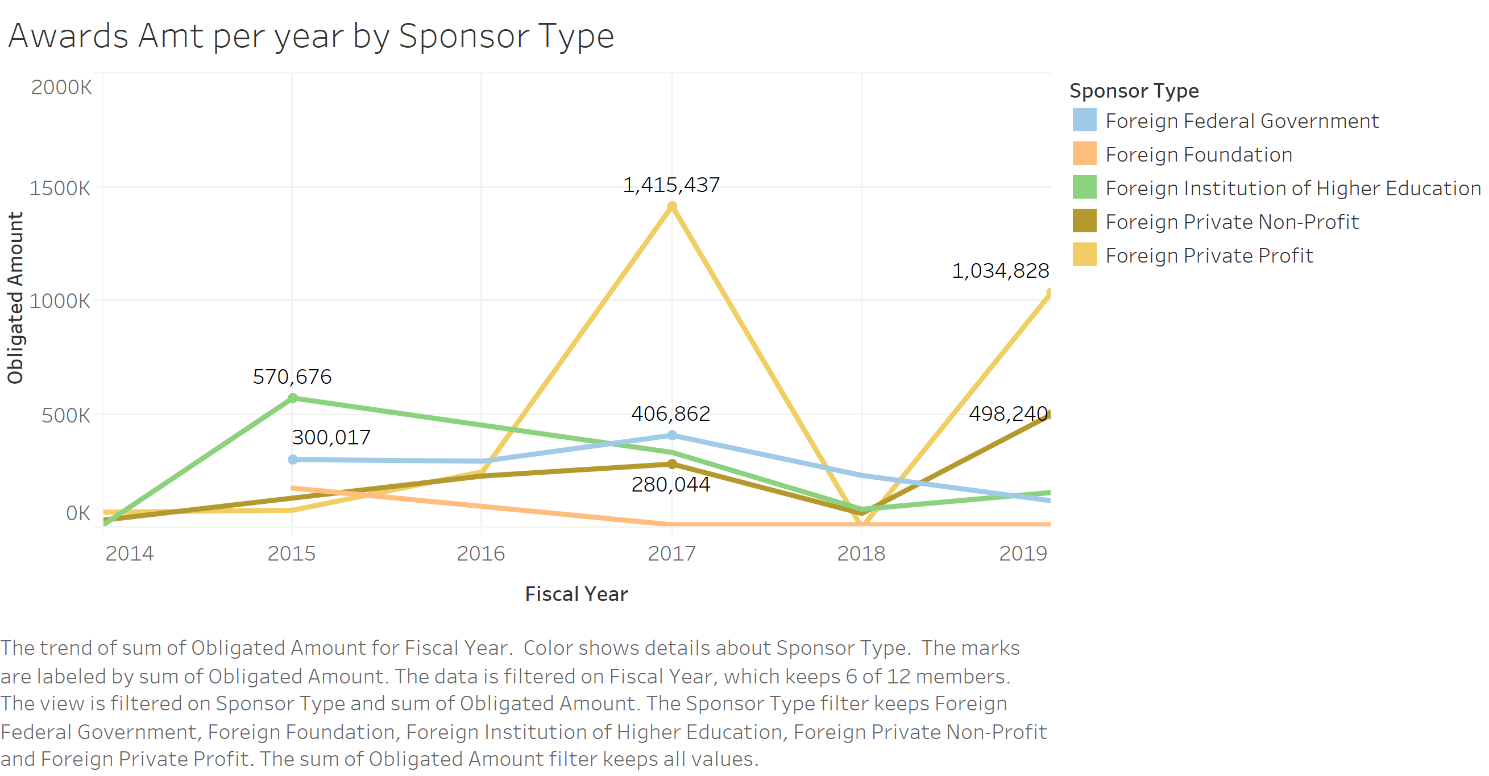 Awards Amt per year by Sponsor Type
2000K
1500K
1000K
500K
0K
Obligated Amount
1,415,437
1,034,828
570,676
406,862
498,240
300,017
280,044
2014 2015 2016 2017 2018 2019
Fiscal Year
Sponsor Type
Foreign Federal Government
Foreign Foundation
Foreign Institution of Higher Education
Foreign Private Non-Profit
Foreign Private Profit
The trend of sum of Obligated Amount for Fiscal Year.  Color shows details about Sponsor Type.  The marks
are labeled by sum of Obligated Amount. The data is filtered on Fiscal Year, which keeps 6 of 12 members.
The view is filtered on Sponsor Type and sum of Obligated Amount. The Sponsor Type filter keeps Foreign
Federal Government, Foreign Foundation, Foreign Institution of Higher Education, Foreign Private Non-Profit
and Foreign Private Profit. The sum of Obligated Amount filter keeps all values.